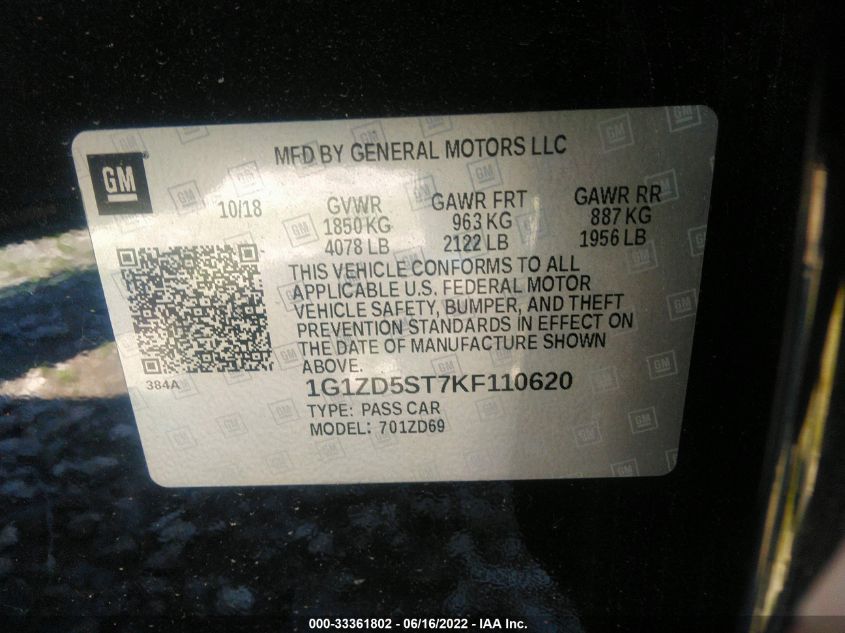 MFD BY GENERAL MOTORS LLC
GM
10/18
GVWR GAWR FRT GAWR RR
1850 KG 963 KG 887 KG
4078 LB 2122 LB 1956 LB
THIS VEHICLE CONFORMS TO ALL
APPLICABLE U.S. FEDERAL MOTOR
VEHICLE SAFETY, BUMPER, AND THEFT
PREVENTION STANDARDS IN EFFECT ON
THE DATE OF MANUFACTURE SHOWN
ABOVE.
384A
1G1ZD5ST7KF110620
TYPE: PASS CAR
MODEL: 701ZD69
000-33361802 - 06/16/2022 - IAA Inc.